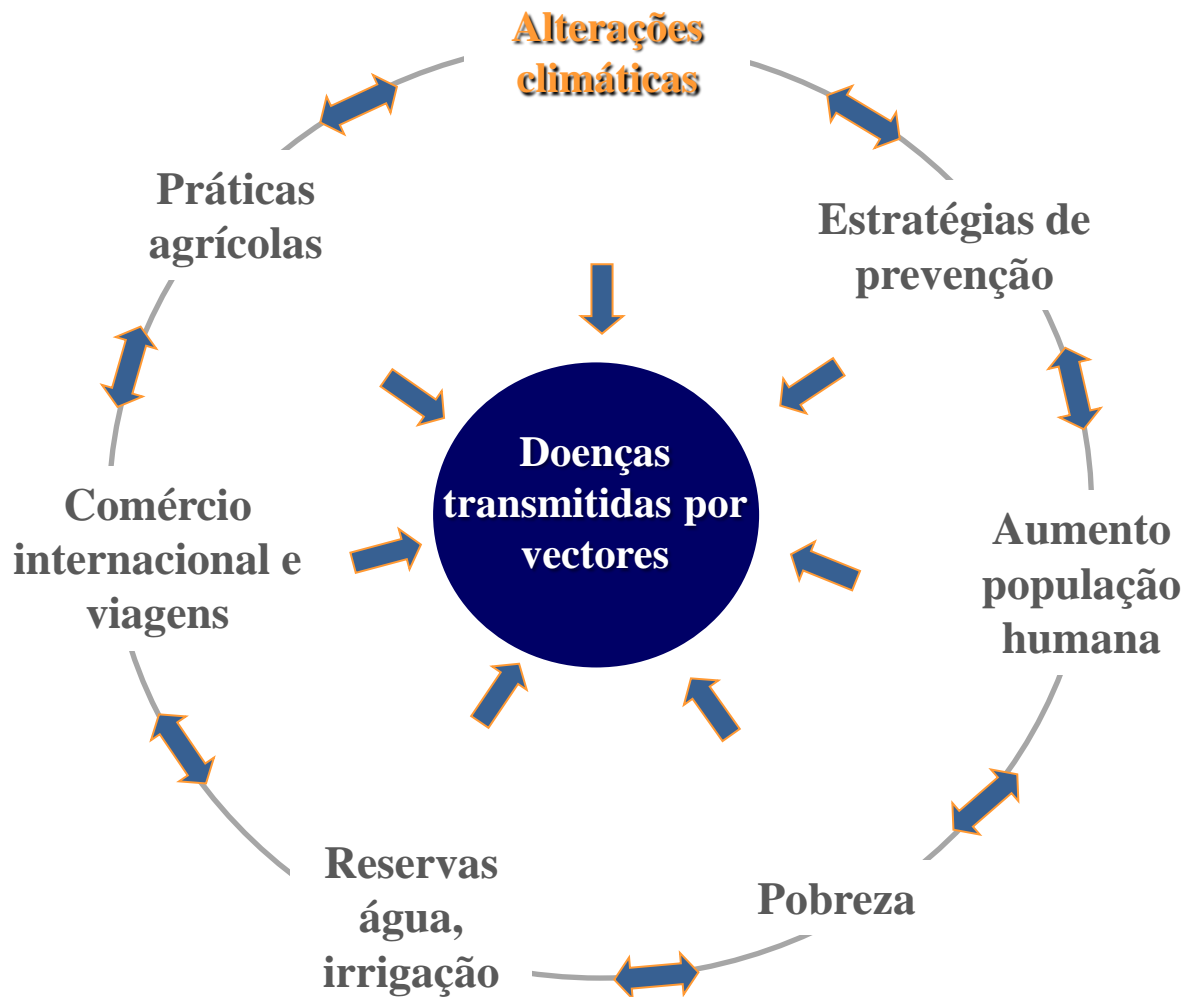 Alterações
climáticas
Práticas
agrícolas
Estratégias de
prevenção
Doenças
transmitidas por
vectores
Comércio
internacional e
viagens
Aumento
população
humana
Reservas
água,
irrigação
Pobreza